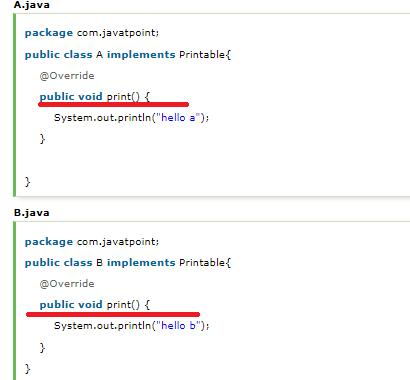 A.java
package com.javatpoint;
public class A implements Printable{
@Override
public void print() {
System.out.println("hello a");
}
}
B.java
package com.javatpoint;
public class B implements Printable{
@Override
public void print() {
System.out.println("hello b");
}
}